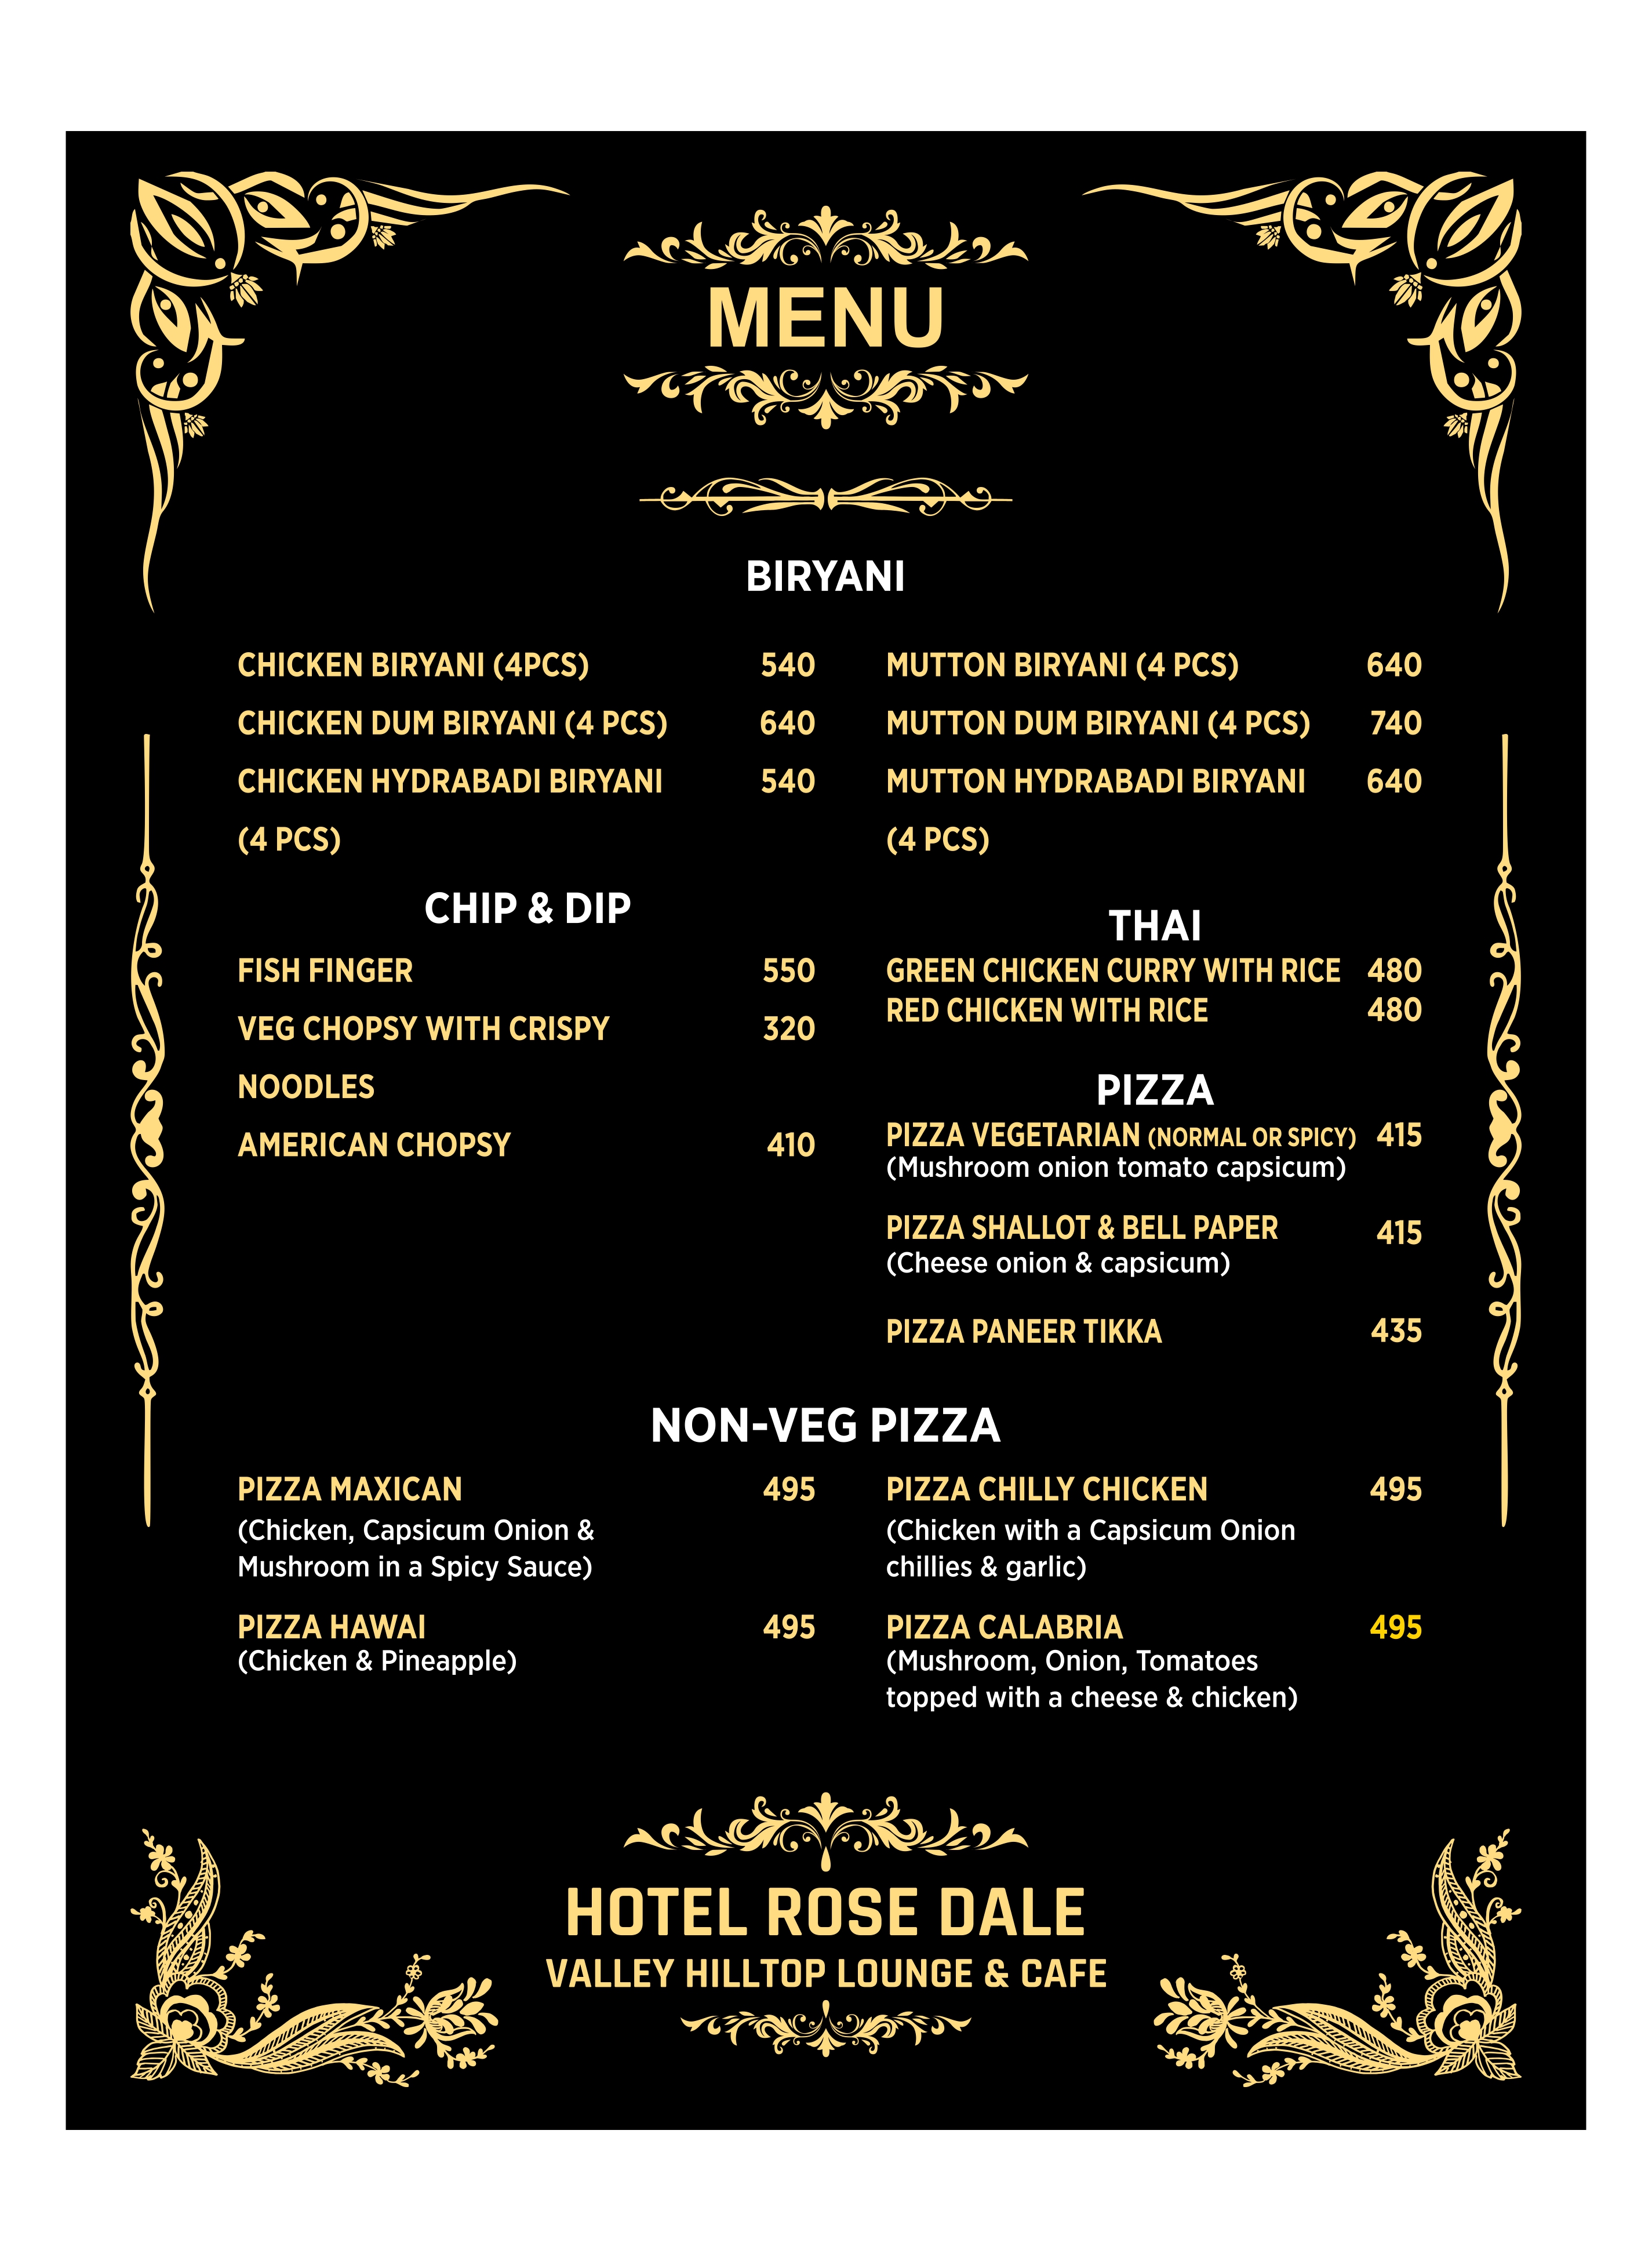 MENU
BIRYANI
CHICKEN BIRYANI (4PCS) 540
CHICKEN DUM BIRYANI (4 PCS) 640
CHICKEN HYDRABADI BIRYANI 540
(4 PCS)
MUTTON BIRYANI (4 PCS) 640
MUTTON DUM BIRYANI (4 PCS) 740
MUTTON HYDRABADI BIRYANI 640
(4 PCS)
CHIP & DIP
FISH FINGER 550
VEG CHOPSY WITH CRISPY 320
NOODLES
AMERICAN CHOPSY 410
THAI
GREEN CHICKEN CURRY WITH RICE 480
RED CHICKEN WITH RICE 480
PIZZA
PIZZA VEGETARIAN (NORMAL OR SPICY) 415
(Mushroom onion tomato capsicum)
PIZZA SHALLOT & BELL PAPER 415
(Cheese onion & capsicum)
PIZZA PANEER TIKKA 435
NON-VEG PIZZA
PIZZA MAXICAN 495
(Chicken, Capsicum Onion &
Mushroom in a Spicy Sauce)
PIZZA HAWAI 495
(Chicken & Pineapple)
PIZZA CHILLY CHICKEN 495
(Chicken with a Capsicum Onion
chillies & garlic)
PIZZA CALABRIA 495
(Mushroom, Onion, Tomatoes
topped with a cheese & chicken)
HOTEL ROSE DALE
VALLEY HILLTOP LOUNGE & CAFE